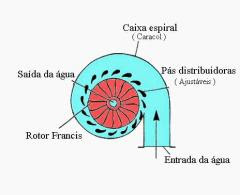 Caixa espiral
( Caracol )
Saída da água
Pás distribuidoras
( Ajustáveis )
Rotor Francis
Entrada da água